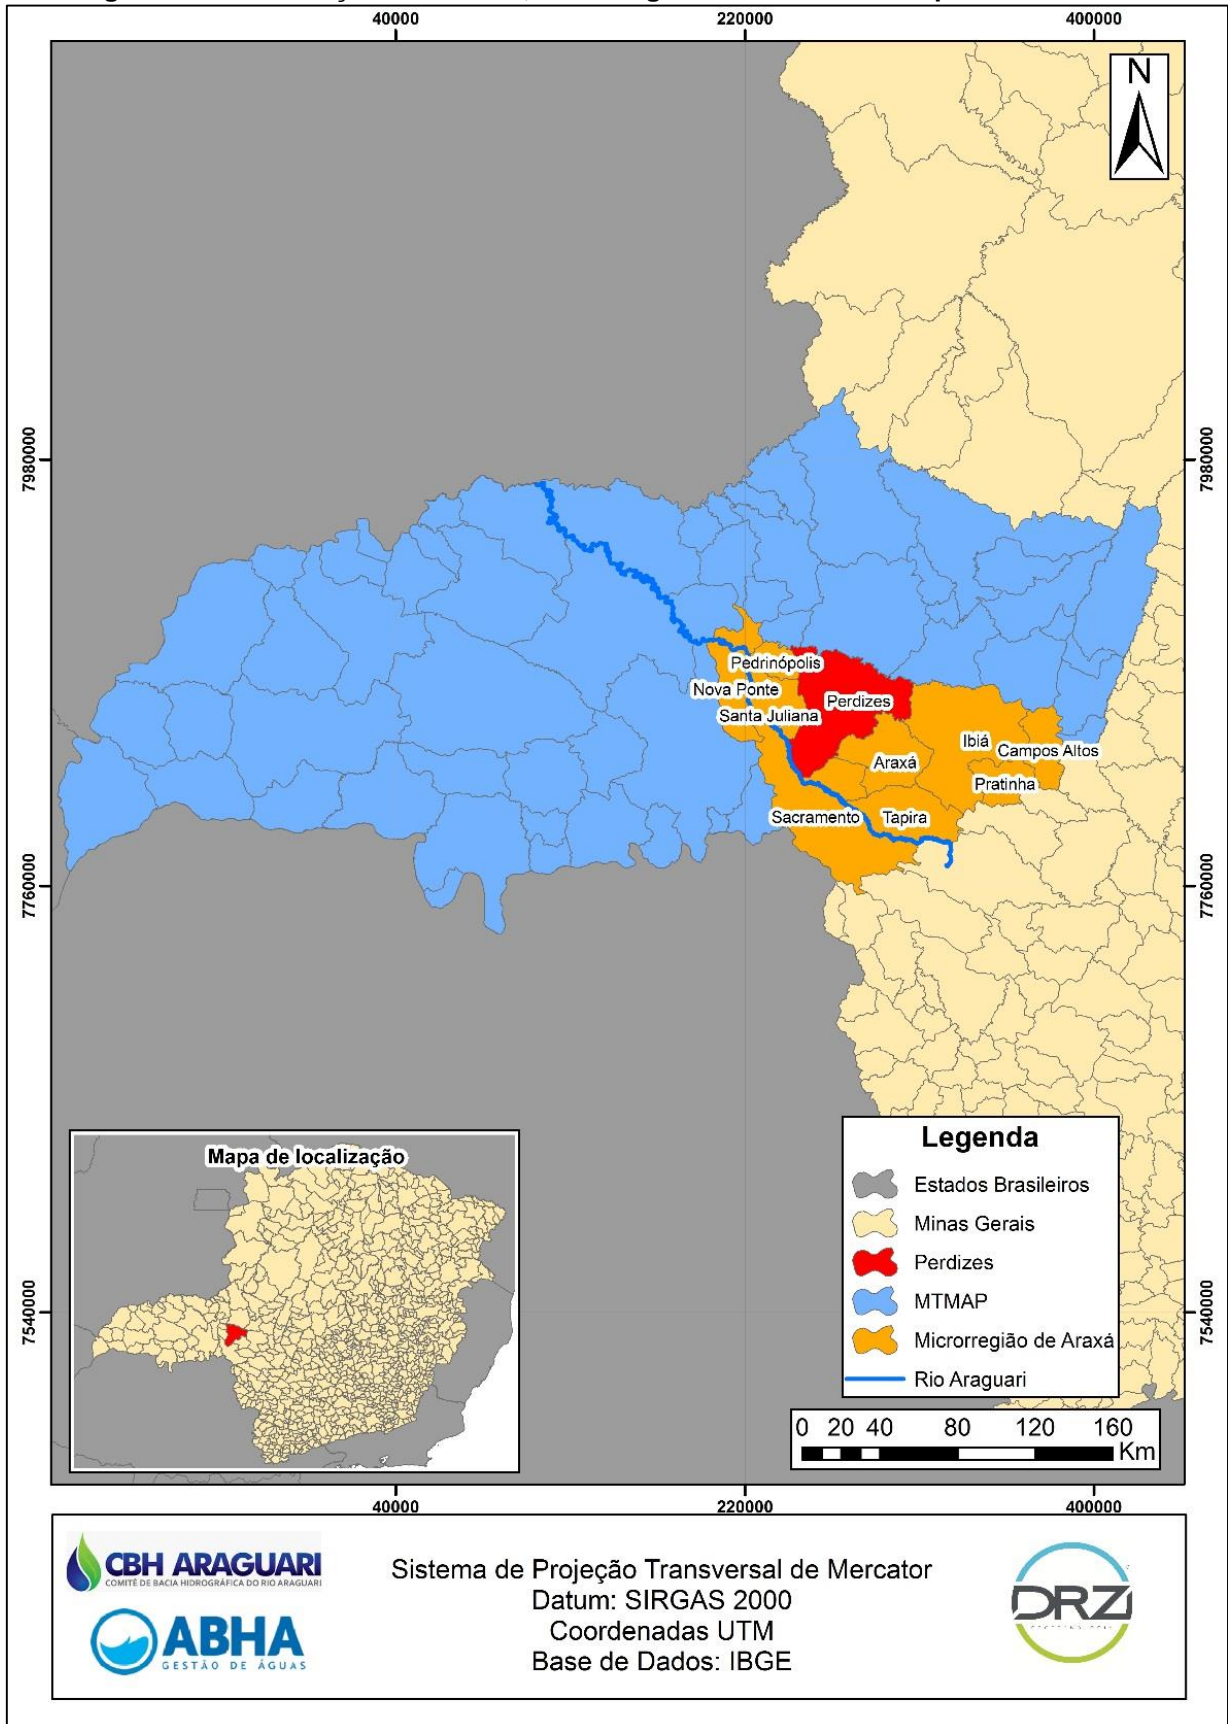 40000
220000
400000
N
7980000
7980000
Pedrinópolis
Nova Ponte
Perdizes
Santa Juliana
Ibiá
Campos Altos
Araxá
Pratinha
Sacramento
Tapira
7760000
7760000
Mapa de localização
Legenda
Estados Brasileiros
Minas Gerais
Perdizes
MTMAP
Microrregião de Araxá
Rio Araguari
7540000
7540000
0 20 40 80 120 160
Km
40000
220000
400000
CBH ARAGUARI
COMITÊ DE BACIA HIDROGRÁFICA DO RIO ARAGUARI
ABHA
GESTÃO DE ÁGUAS
Sistema de Projeção Transversal de Mercator
Datum: SIRGAS 2000
Coordenadas UTM
Base de Dados: IBGE
DRZ